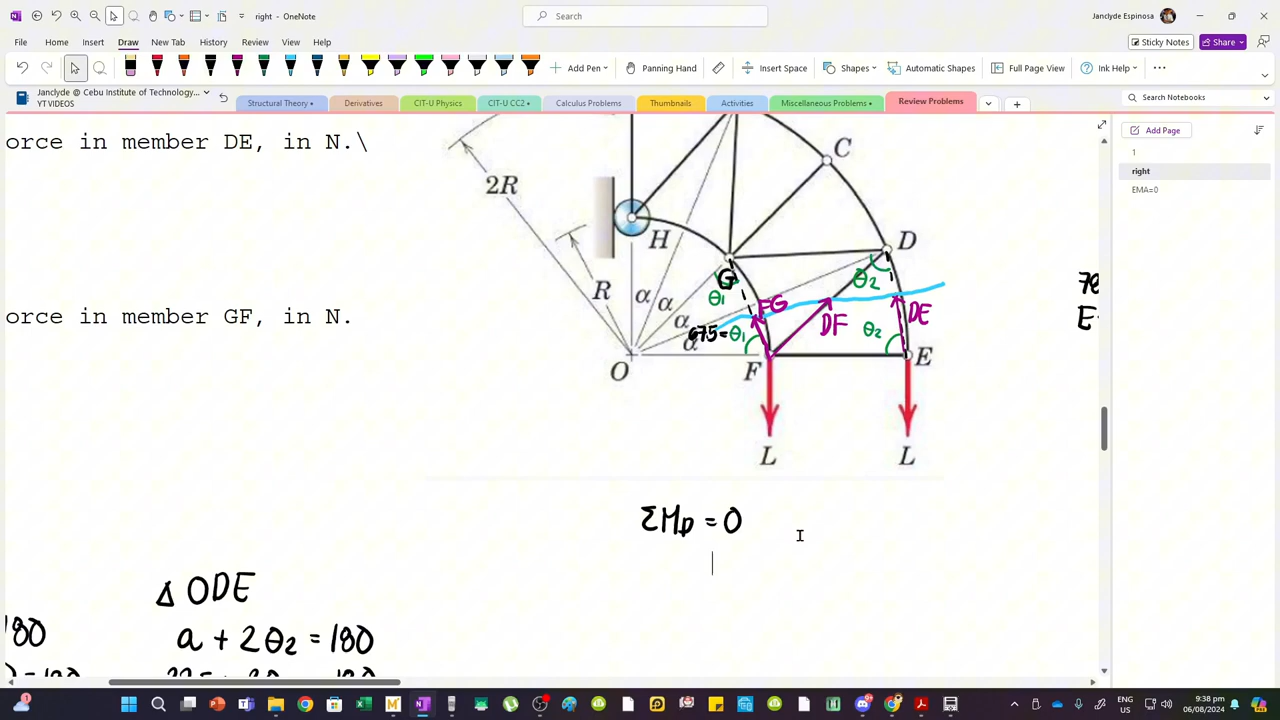 right - OneNote
Search
Janclyde Espinosa
File Home Insert Draw New Tab History Review View Help
Sticky Notes
Share
Add Pen
Panning Hand
Insert Space
Shapes
Automatic Shapes
Full Page View
Ink Help
Janclyde @ Cebu Institute of Technology...
YT VIDEOS
Structural Theory
Derivatives
CIT-U Physics
CIT-U CC2
Calculus Problems
Thumbnails
Activities
Miscellaneous Problems
Review Problems
Search Notebooks
Add Page
1
right
EMA=0
orce in member DE, in N.\
C
2R
H
D
G
θ2
R
α
α
θ1
FG
DE
α
DF
675=θ1
θ2
α
O
F
E
L
L
orce in member GF, in N.
ΣMD = 0
Δ ODE
180
a + 2θ2 = 180
ENG
US
9:38 pm
06/08/2024